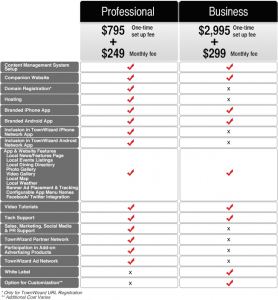 Professional
Business
$795 One-time set up fee
+
$249 Monthly fee
$2,995 One-time set up fee
+
$299 Monthly fee
Content Management System
Setup
Companion Website
Domain Registration*
x
Hosting
x
Branded iPhone App
Branded Android App
Inclusion in TownWizard iPhone
Network App
x
Inclusion in TownWizard Android
Network App
x
App & Website Features
Local News/Features Page
Local Events Listings
Local Dining Directory
Photo Gallery
Video Gallery
Local Map
Local Weather
Banner Ad Placement & Tracking
Configurable App Menu Names
Facebook/ Twitter Integration
Video Tutorials
Tech Support
Sales, Marketing, Social Media
& PR Support
x
TownWizard Partner Network
x
Participation in Add-on
Advertising Products
x
TownWizard Ad Network
x
White Label
x
Option for Customization**
x
* Only for TownWizard URL Registration
** Additional Cost Varies